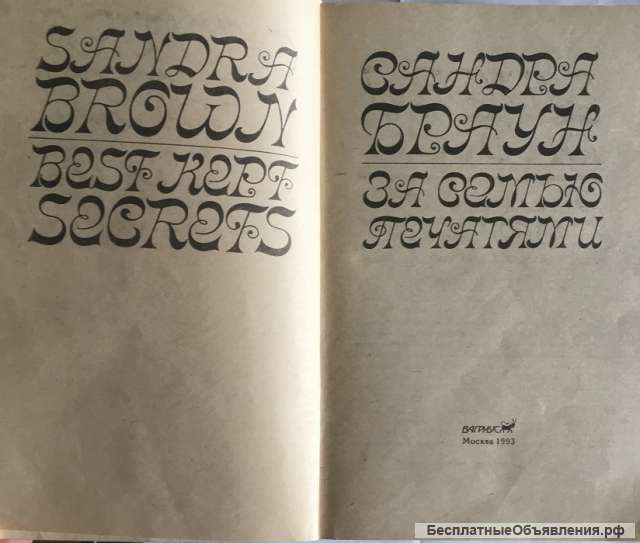 SANDRA
BROWN
BEST KEPT
SECRETS
САНДРА
БРАУН
ЗА СЕМЬЮ
ПЕЧАТЯМИ
ВАГРИУС
Москва 1993
БесплатныеОбъявления.рф